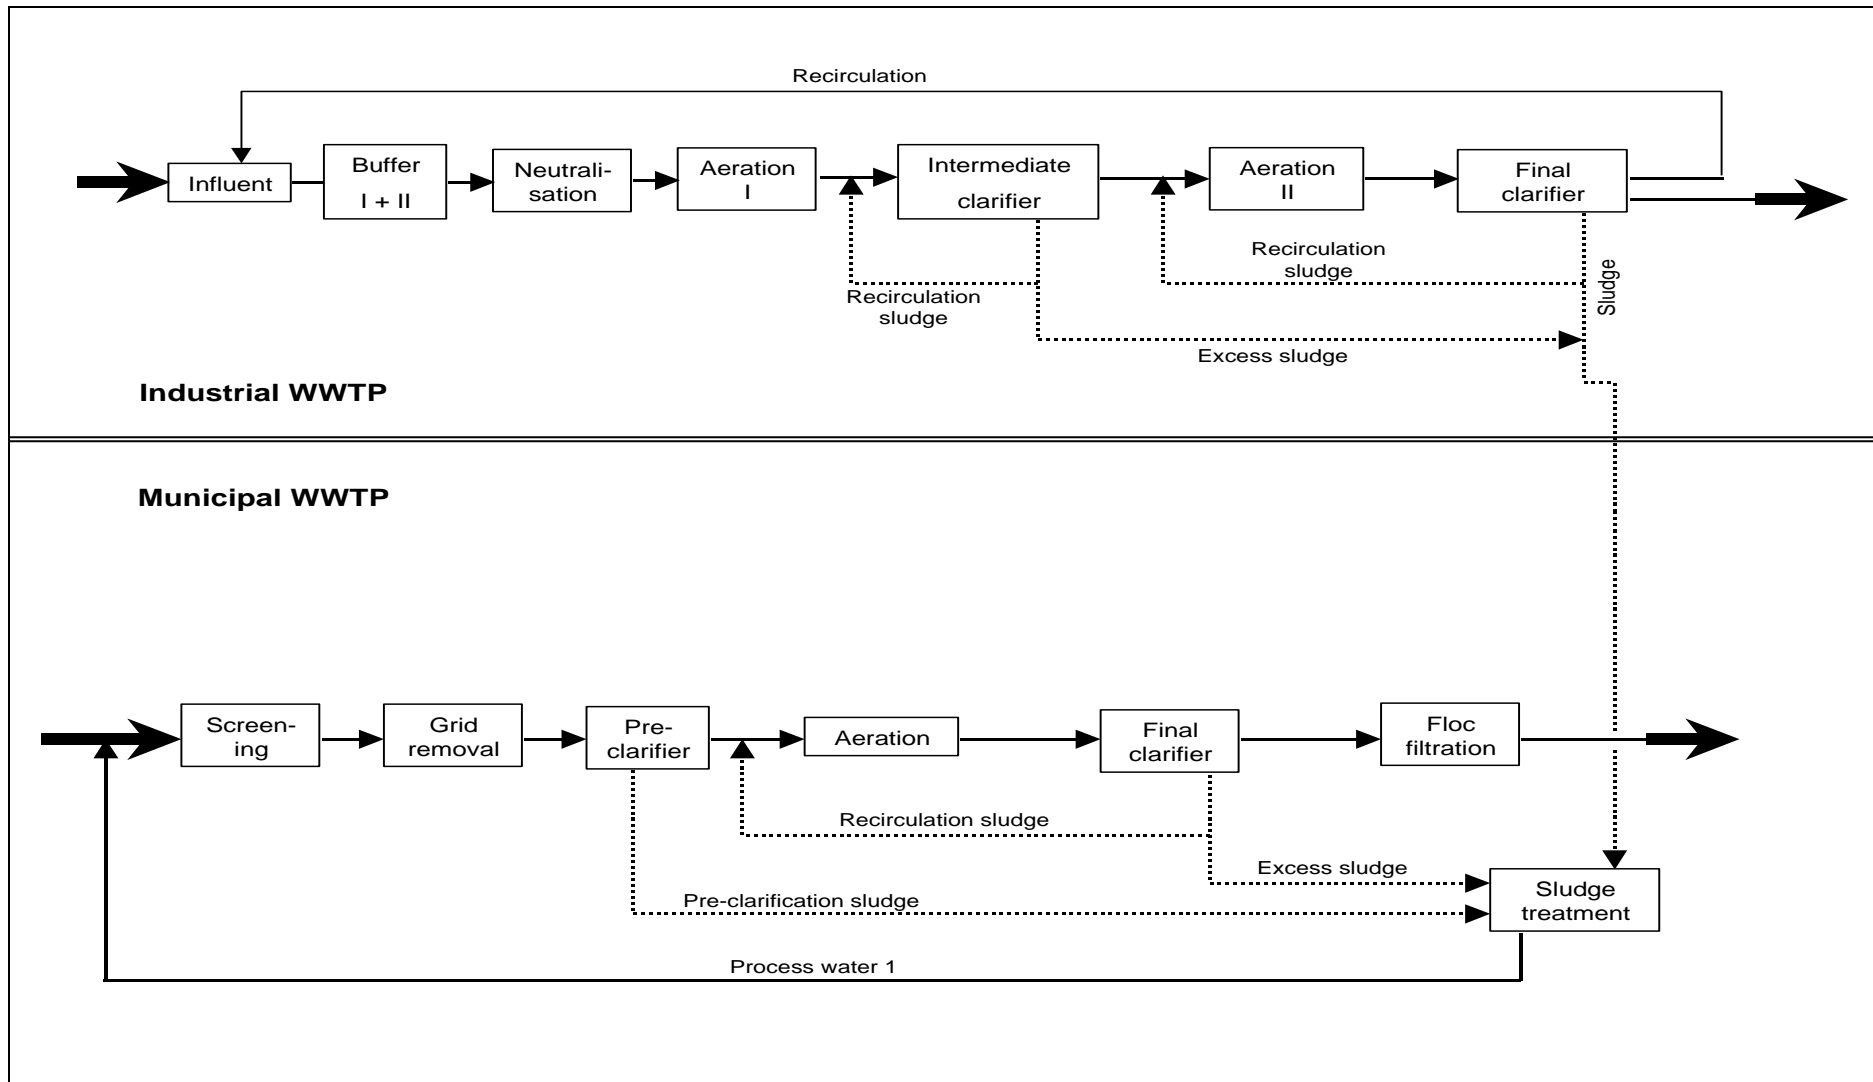 Recirculation
Influent
Buffer
I + II
Neutrali-
sation
Aeration
I
Intermediate
clarifier
Aeration
II
Final
clarifier
Recirculation
sludge
Recirculation
sludge
Sludge
Excess sludge
Industrial WWTP
Municipal WWTP
Screen-
ing
Grid
removal
Pre-
clarifier
Aeration
Final
clarifier
Floc
filtration
Recirculation sludge
Excess sludge
Pre-clarification sludge
Sludge
treatment
Process water 1